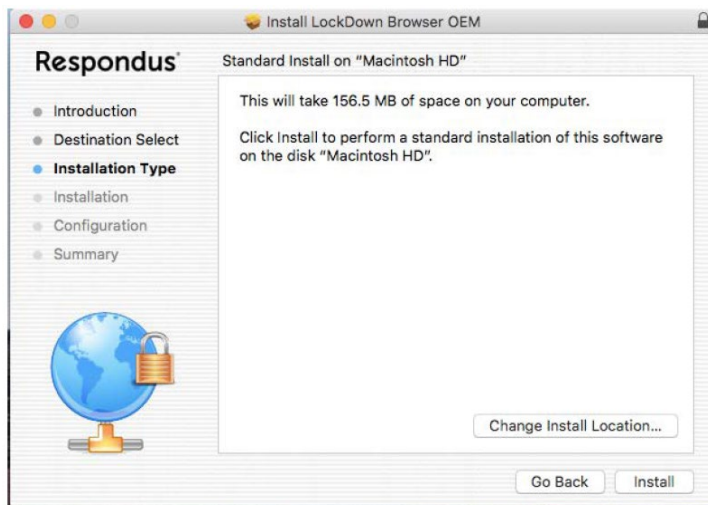 Install LockDown Browser OEM
Respondus
Standard Install on “Macintosh HD”
Introduction
Destination Select
Installation Type
Installation
Configuration
Summary
This will take 156.5 MB of space on your computer.
Click Install to perform a standard installation of this software
on the disk “Macintosh HD”.
Change Install Location...
Go Back
Install